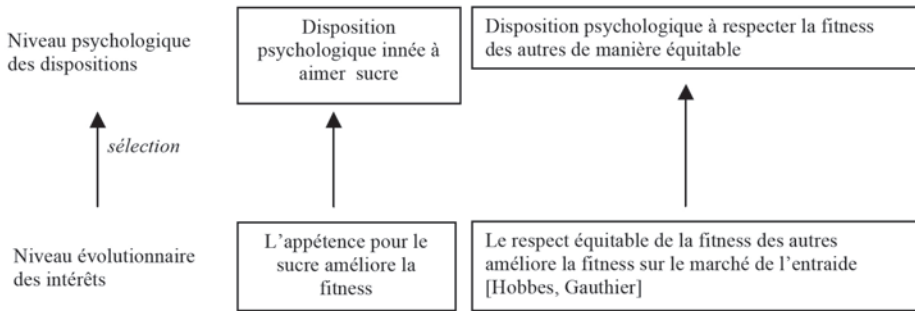 Niveau psychologique
des dispositions
Disposition
psychologique innée à
aimer sucre
Disposition psychologique à respecter la fitness
des autres de manière équitable
sélection
Niveau évolutionnaire
des intérêts
L'appétence pour le
sucre améliore la
fitness
Le respect équitable de la fitness des autres
améliore la fitness sur le marché de l'entraide
[Hobbes, Gauthier]